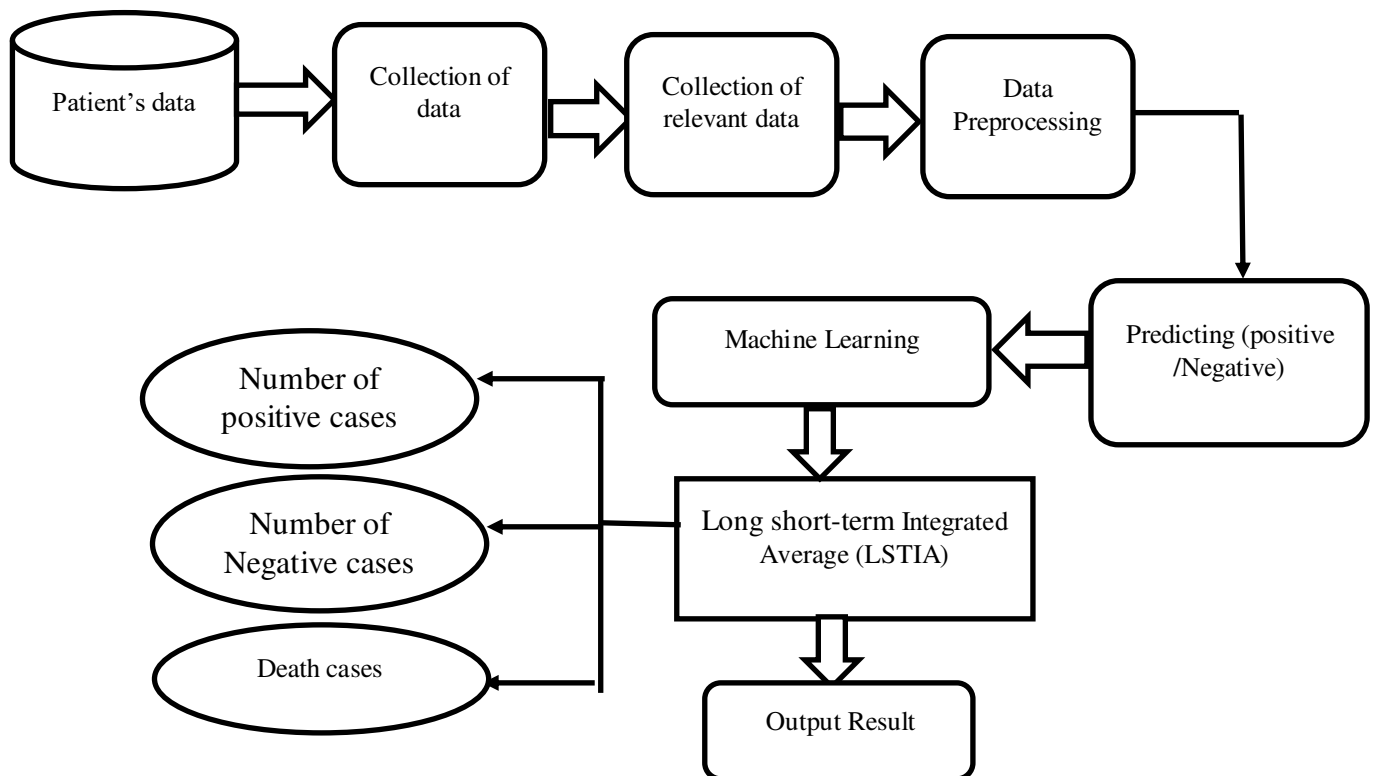 Patient’s data
Collection of
data
Collection of
relevant data
Data
Preprocessing
Predicting (positive
/Negative)
Machine Learning
Long short-term Integrated
Average (LSTIA)
Number of
positive cases
Number of
Negative cases
Death cases
Output Result